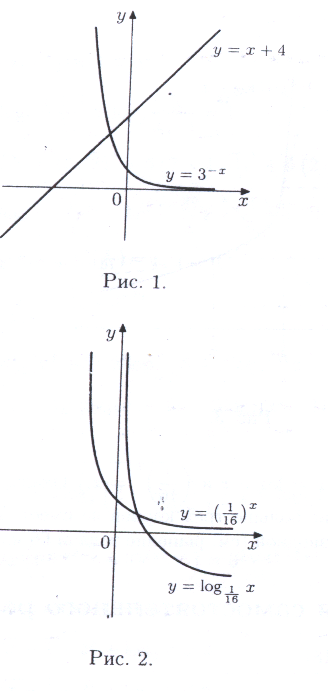 y
y = x + 4
y = 3^{-x}
0
x
Рис. 1.
y
y = (1/16)^x
0
x
y = log_{1/16} x
Рис. 2.